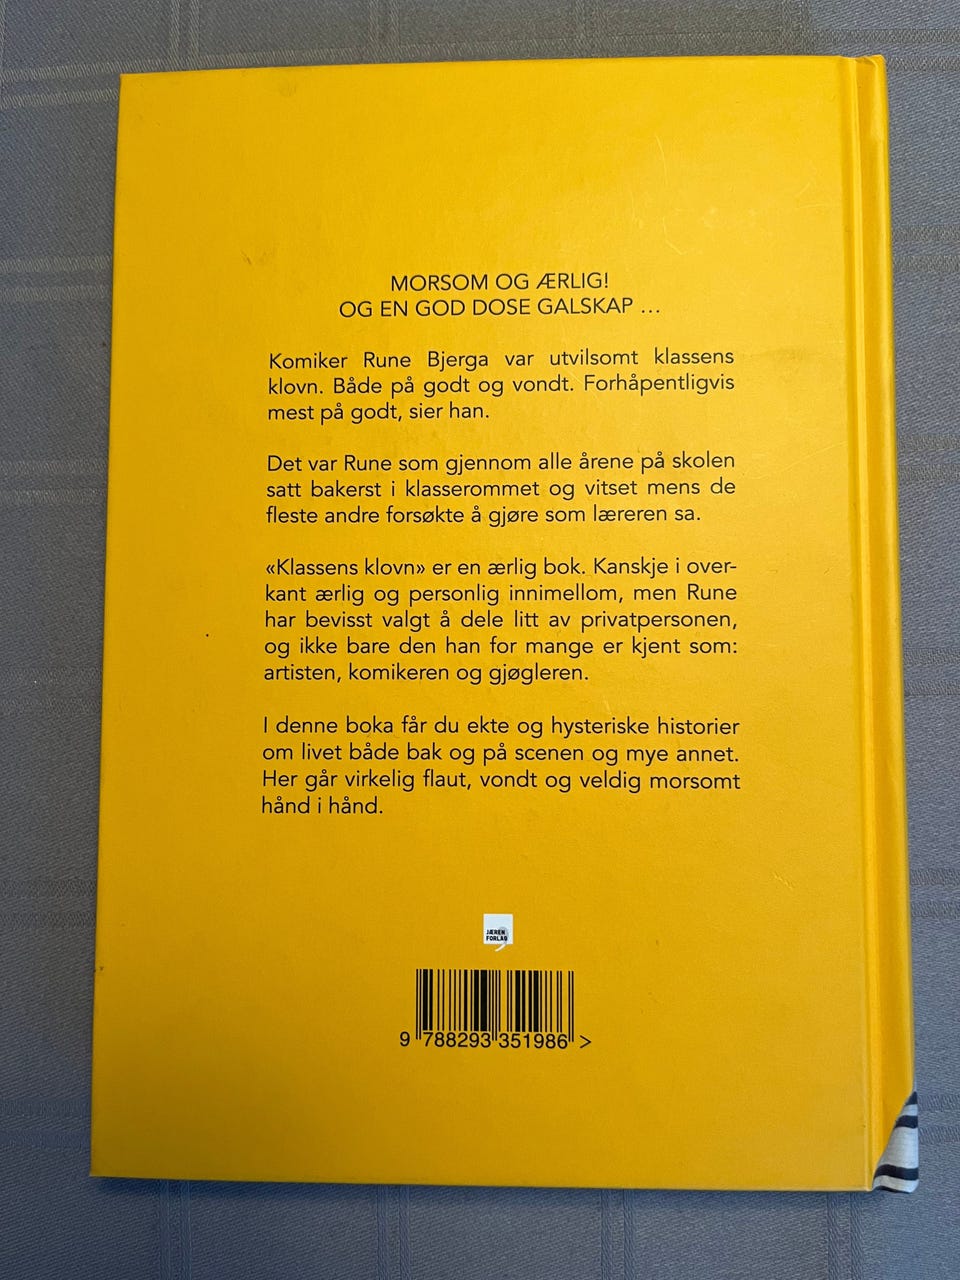 MORSOM OG ÆRLIG!
OG EN GOD DOSE GALSKAP ...
Komiker Rune Bjerga var utvilsomt klassens
klovn. Både på godt og vondt. Forhåpentligvis
mest på godt, sier han.
Det var Rune som gjennom alle årene på skolen
satt bakerst i klasserommet og vitset mens de
fleste andre forsøkte å gjøre som læreren sa.
«Klassens klovn» er en ærlig bok. Kanskje i over-
kant ærlig og personlig innimellom, men Rune
har bevisst valgt å dele litt av privatpersonen,
og ikke bare den han for mange er kjent som:
artisten, komikeren og gjøgleren.
I denne boka får du ekte og hysteriske historier
om livet både bak og på scenen og mye annet.
Her går virkelig flaut, vondt og veldig morsomt
hånd i hånd.
JÆREN
FORLAG
9 788293 351986 >